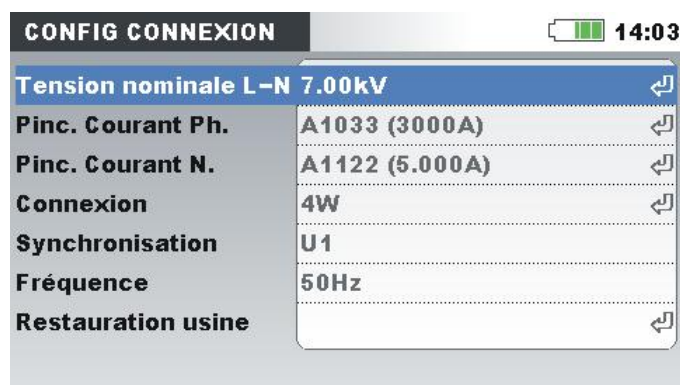 CONFIG CONNEXION 14:03
Tension nominale L-N 7.00kV
Pinc. Courant Ph. A1033 (3000A)
Pinc. Courant N. A1122 (5.000A)
Connexion 4W
Synchronisation U1
Fréquence 50Hz
Restauration usine